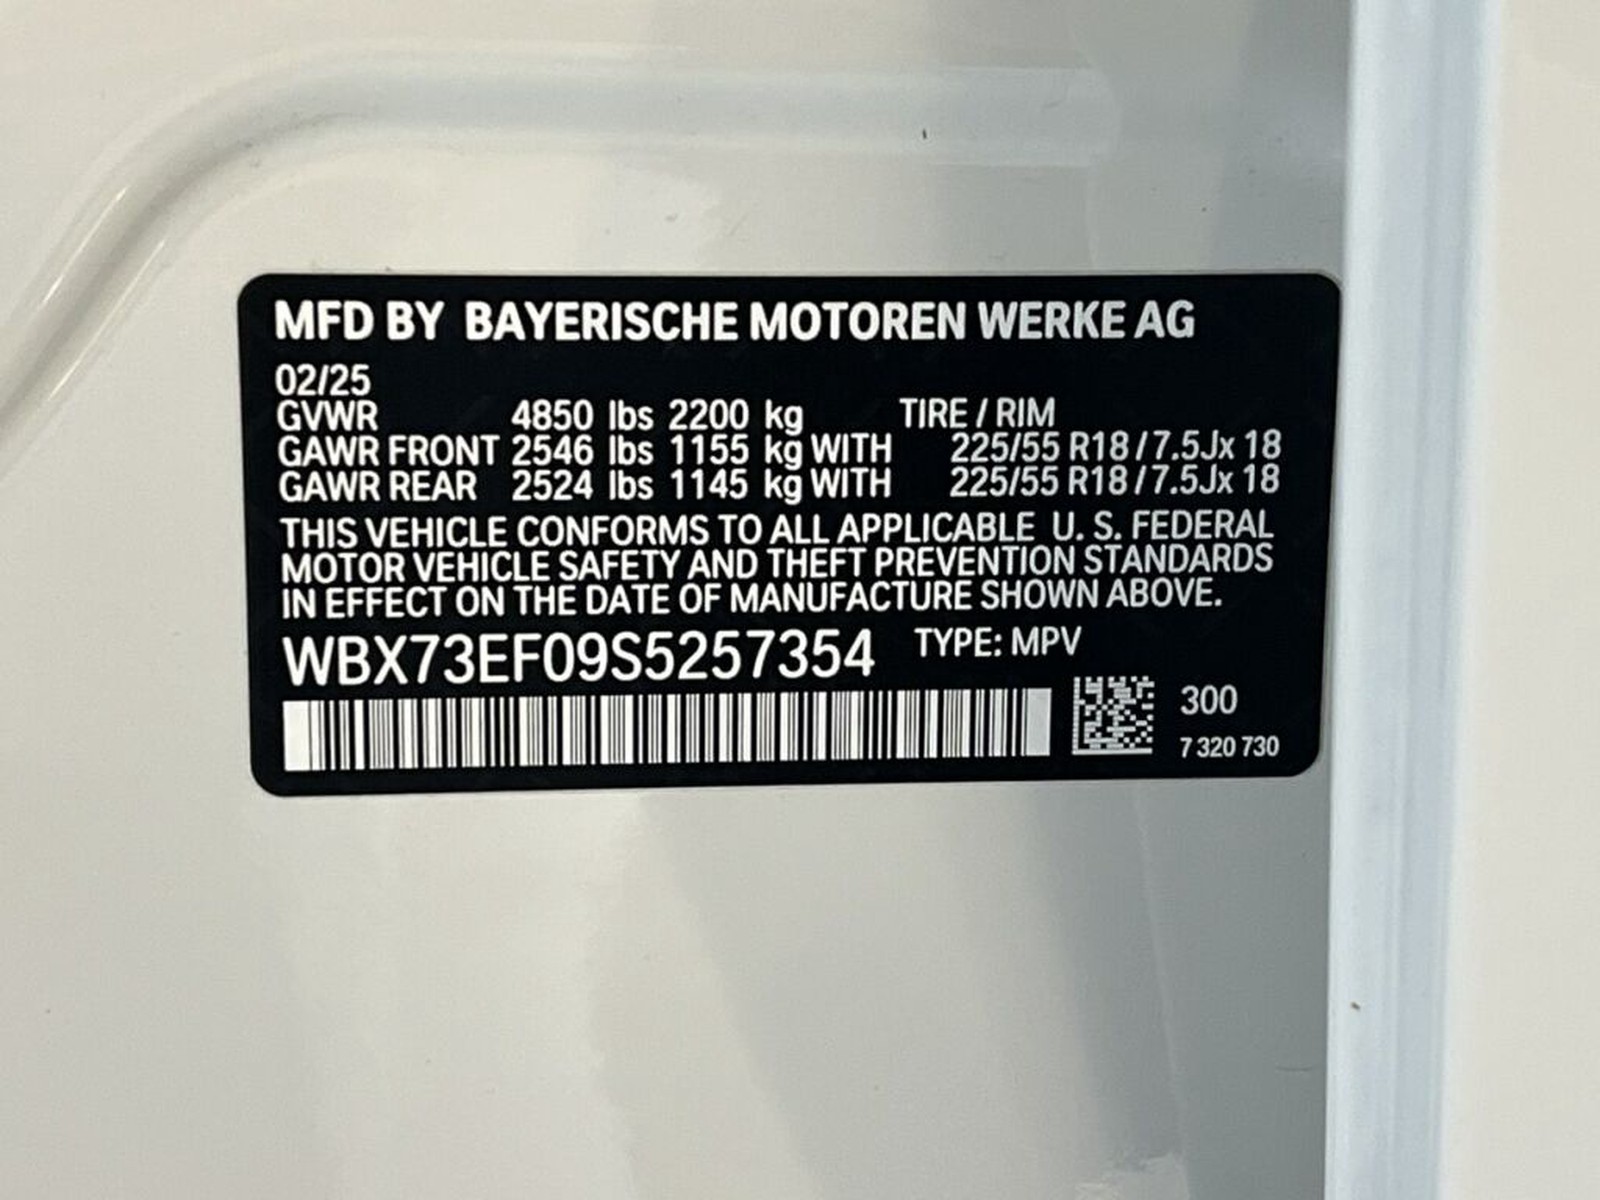 MFD BY BAYERISCHE MOTOREN WERKE AG
02/25
GVWR 4850 lbs 2200 kg TIRE / RIM
GAWR FRONT 2546 lbs 1155 kg WITH 225/55 R18 / 7.5Jx 18
GAWR REAR 2524 lbs 1145 kg WITH 225/55 R18 / 7.5Jx 18
THIS VEHICLE CONFORMS TO ALL APPLICABLE U. S. FEDERAL
MOTOR VEHICLE SAFETY AND THEFT PREVENTION STANDARDS
IN EFFECT ON THE DATE OF MANUFACTURE SHOWN ABOVE.
WBX73EF09S5257354 TYPE: MPV
300
7 320 730